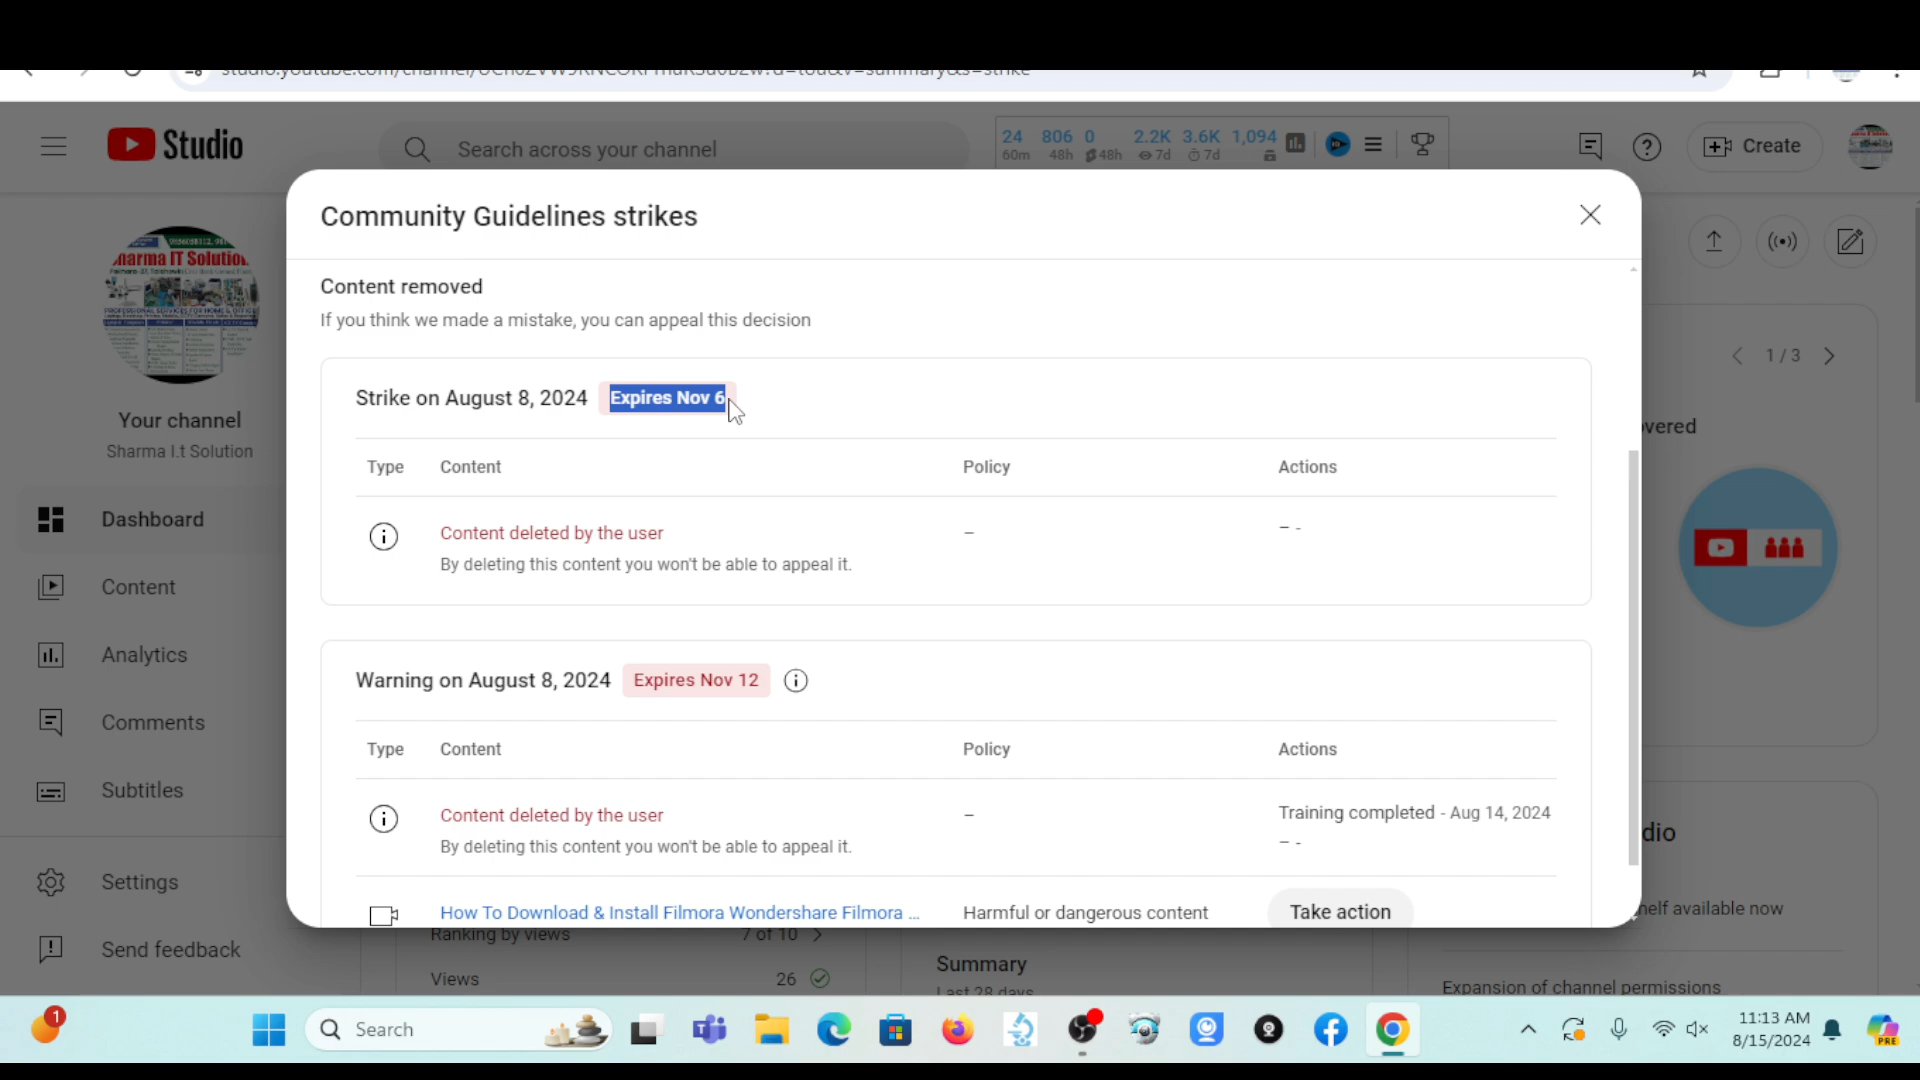 Studio
Search across your channel
24 806 0 2.2K 3.6K 1,094
60m 48h 48h 7d 7d
Create
Community Guidelines strikes
Content removed
If you think we made a mistake, you can appeal this decision
1 / 3
Strike on August 8, 2024 Expires Nov 6
Your channel
Sharma I.t Solution
vered
Type Content Policy Actions
Dashboard
Content deleted by the user – – -
By deleting this content you won't be able to appeal it.
Content
Analytics
Warning on August 8, 2024 Expires Nov 12
Comments
Type Content Policy Actions
Subtitles
Content deleted by the user – Training completed - Aug 14, 2024
By deleting this content you won't be able to appeal it. – -
dio
Settings
How To Download & Install Filmora Wondershare Filmora ... Harmful or dangerous content Take action
elf available now
Ranking by views 7 of 10
Send feedback
Summary
Views 26
Last 28 days
Expansion of channel permissions
1
Search
11:13 AM
8/15/2024
PRE